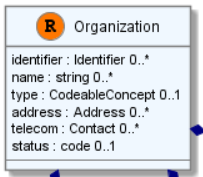 R Organization
identifier : Identifier 0..*
name : string 0..*
type : CodeableConcept 0..1
address : Address 0..*
telecom : Contact 0..*
status : code 0..1